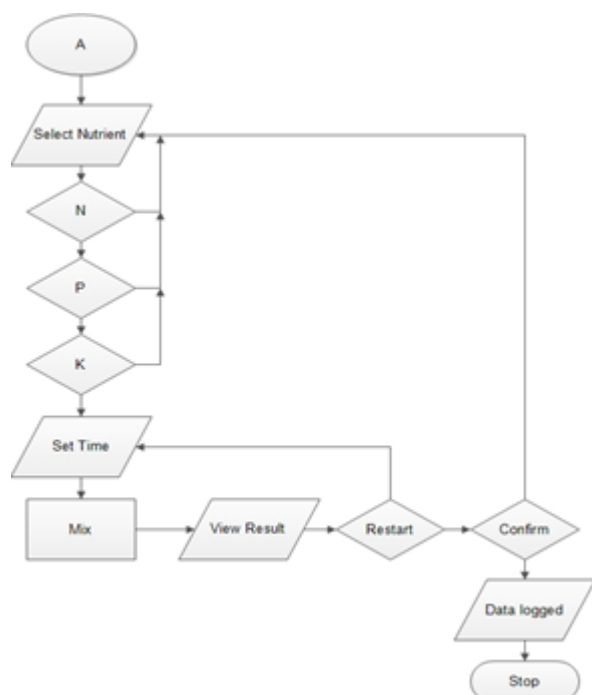 A
Select Nutrient
N
P
K
Set Time
Mix
View Result
Restart
Confirm
Data logged
Stop